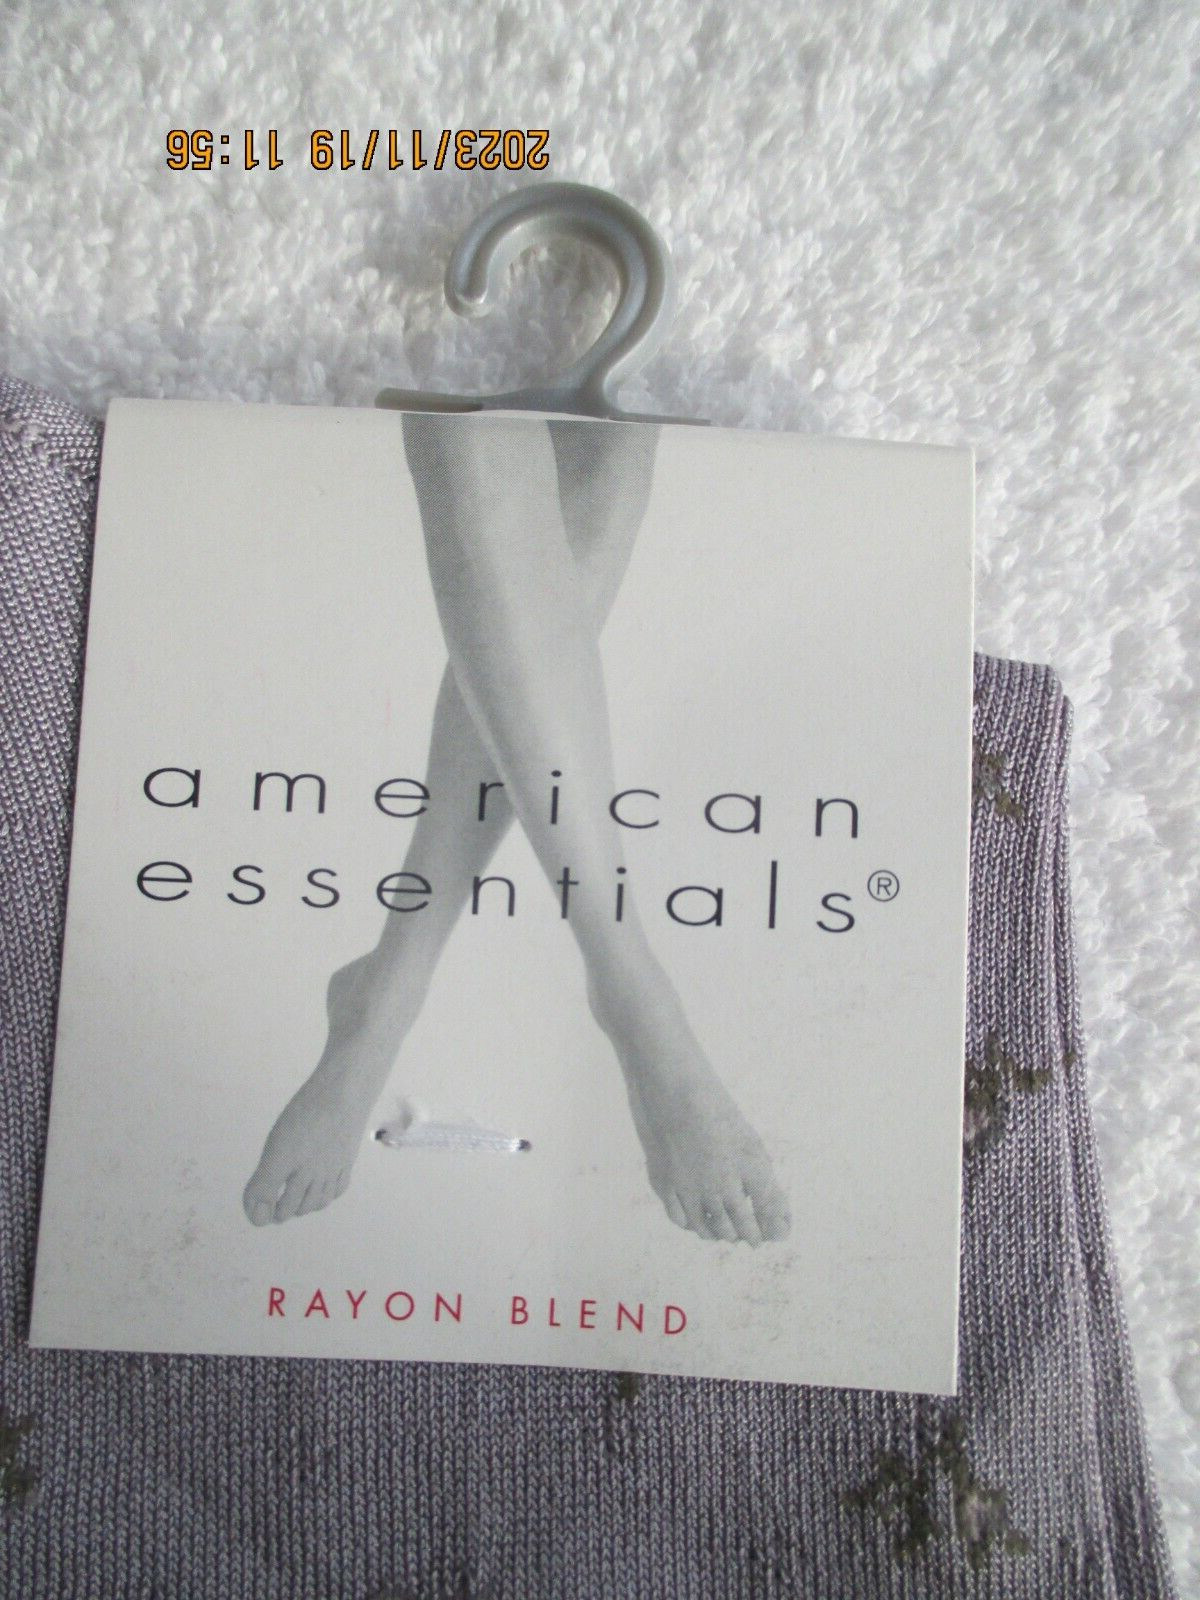 2023/11/19 11:56
american
essentials®
RAYON BLEND